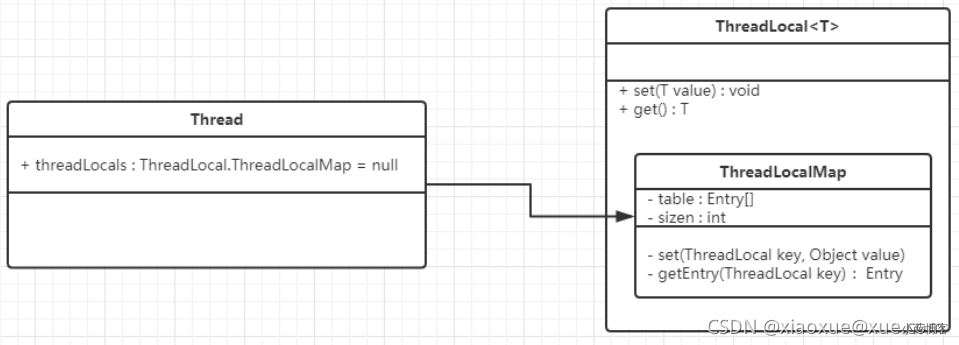 Thread
+ threadLocals : ThreadLocal.ThreadLocalMap = null
ThreadLocal<T>
+ set(T value) : void
+ get() : T
ThreadLocalMap
- table : Entry[]
- sizen : int
- set(ThreadLocal key, Object value)
- getEntry(ThreadLocal key) : Entry
CSDN @xiaoxue@xue